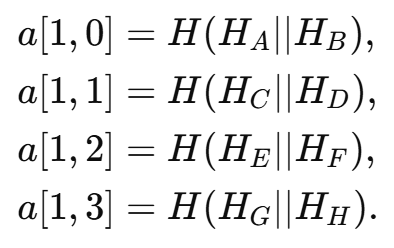 a[1, 0] = H(H_A||H_B),
a[1, 1] = H(H_C||H_D),
a[1, 2] = H(H_E||H_F),
a[1, 3] = H(H_G||H_H).